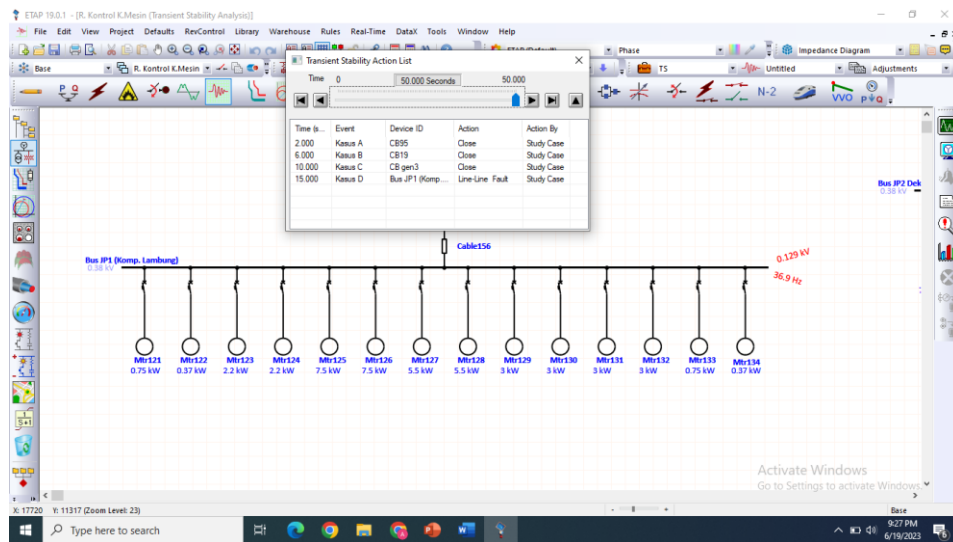 ETAP 19.0.1 - [R. Kontrol K.Mesin (Transient Stability Analysis)]
File Edit View Project Defaults RevControl Library Warehouse Rules Real-Time DataX Tools Window Help
Phase
Impedance Diagram
Base
R. Kontrol K.Mesin
TS
Untitled
Adjustments
N-2
VVO
Transient Stability Action List
Time 0 50.000 Seconds 50.000
Time (s... Event Device ID Action Action By
2.000 Kasus A CB95 Close Study Case
6.000 Kasus B CB19 Close Study Case
10.000 Kasus C CB gen3 Close Study Case
15.000 Kasus D Bus JP1 (Komp.... Line-Line Fault Study Case
Bus JP2 Dek
0.38 kV
Cable156
Bus JP1 (Komp. Lambung)
0.38 kV
0.129 kV
36.9 Hz
Mtr121 Mtr122 Mtr123 Mtr124 Mtr125 Mtr126 Mtr127 Mtr128 Mtr129 Mtr130 Mtr131 Mtr132 Mtr133 Mtr134
0.75 kW 0.37 kW 2.2 kW 2.2 kW 7.5 kW 7.5 kW 5.5 kW 5.5 kW 3 kW 3 kW 3 kW 3 kW 0.75 kW 0.37 kW
Activate Windows
Go to Settings to activate Windows.
X: 17720 Y: 11317 (Zoom Level: 23)
Base
Type here to search
9:27 PM
6/19/2023